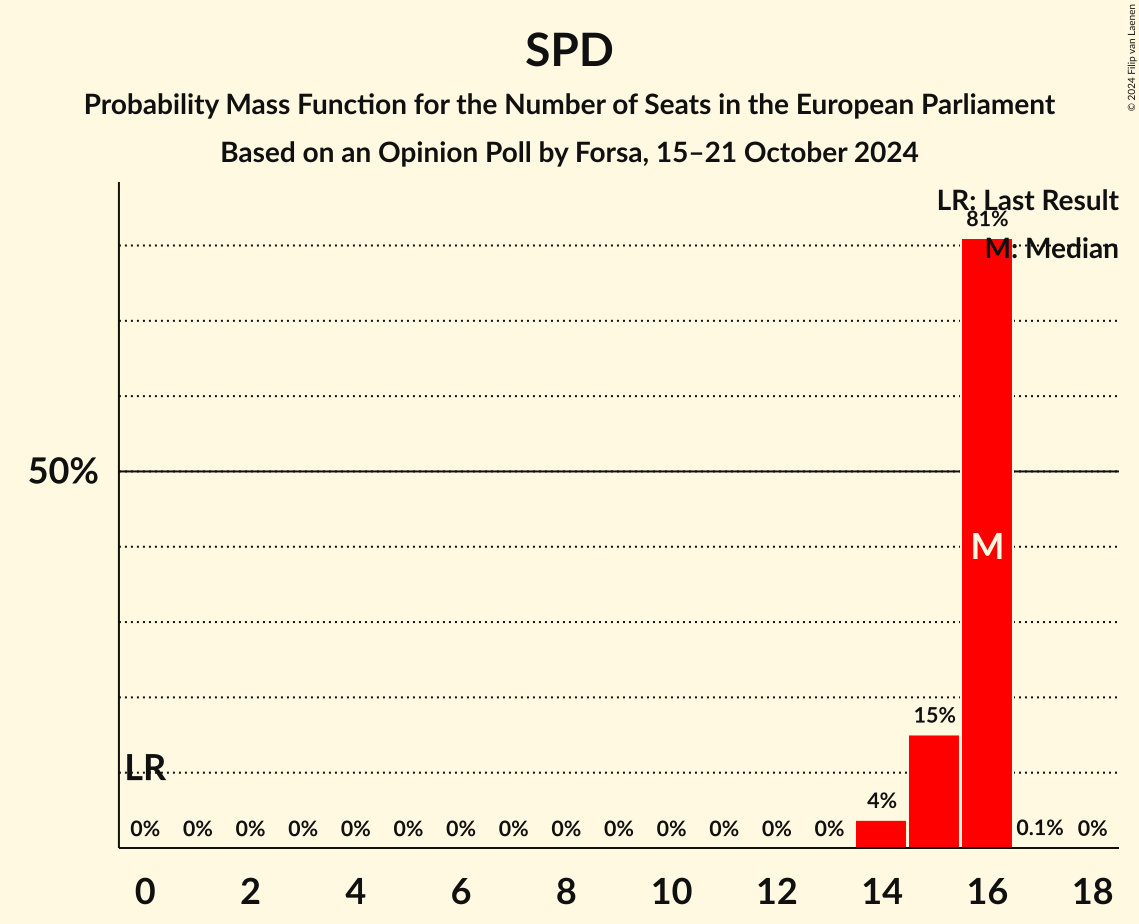 SPD
Probability Mass Function for the Number of Seats in the European Parliament
Based on an Opinion Poll by Forsa, 15–21 October 2024
© 2024 Filip van Laenen
LR: Last Result
81%
M: Median
50%
M
15%
LR
4%
0% 0% 0% 0% 0% 0% 0% 0% 0% 0% 0% 0% 0% 0% 0.1% 0%
0 2 4 6 8 10 12 14 16 18